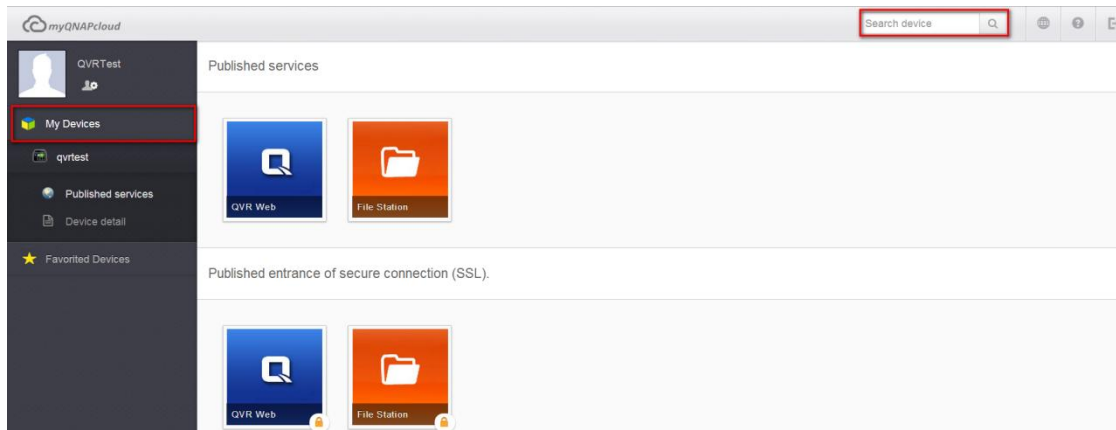 myQNAPcloud
Search device
QVRTest
My Devices
qvrtest
Published services
Device detail
Favorited Devices
Published services
QVR Web
File Station
Published entrance of secure connection (SSL).
QVR Web
File Station